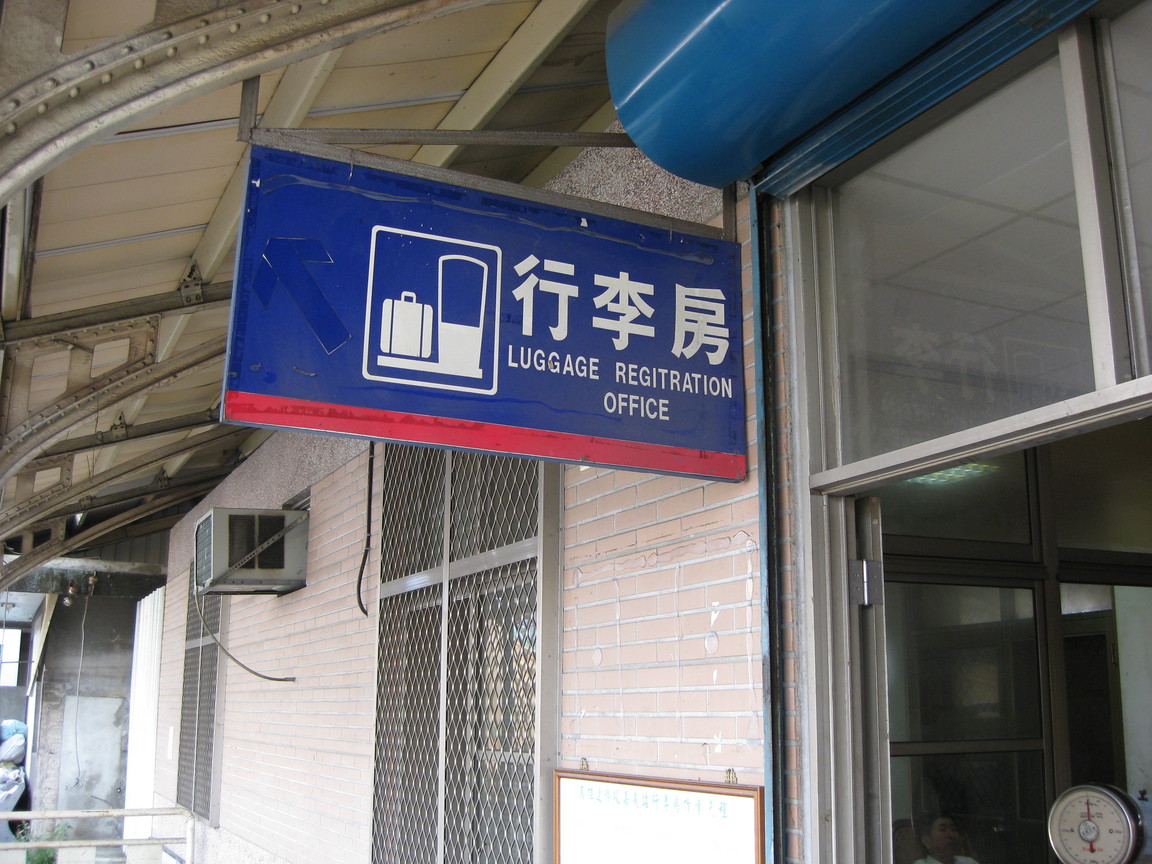 行李房
LUGGAGE REGITRATION
OFFICE